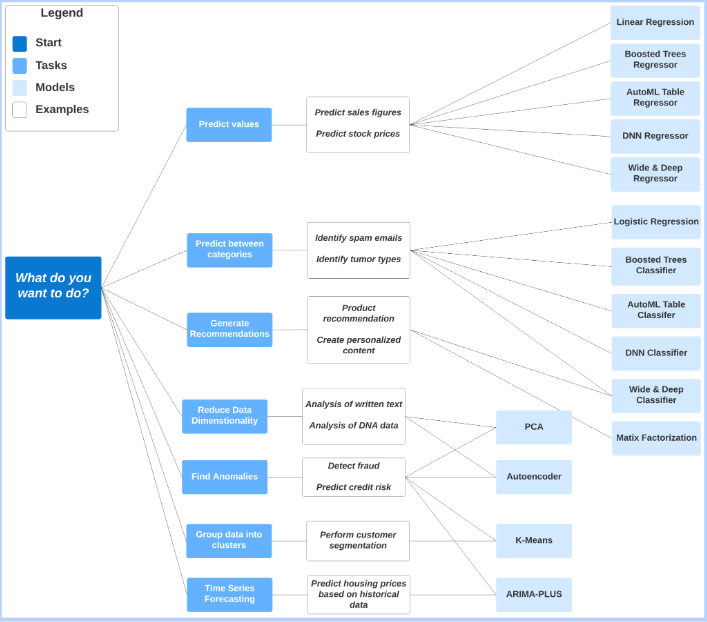 Legend
Start
Tasks
Models
Examples
What do you
want to do?
Predict values
Predict sales figures
Predict stock prices
Linear Regression
Boosted Trees
Regressor
AutoML Table
Regressor
DNN Regressor
Wide & Deep
Regressor
Predict between
categories
Identify spam emails
Identify tumor types
Logistic Regression
Boosted Trees
Classifier
AutoML Table
Classifer
DNN Classifier
Wide & Deep
Classifier
Generate
Recommendations
Product
recommendation
Create personalized
content
Matix Factorization
Reduce Data
Dimenstionality
Analysis of written text
Analysis of DNA data
PCA
Find Anomalies
Detect fraud
Predict credit risk
Autoencoder
Group data into
clusters
Perform customer
segmentation
K-Means
Time Series
Forecasting
Predict housing prices
based on historical
data
ARIMA-PLUS